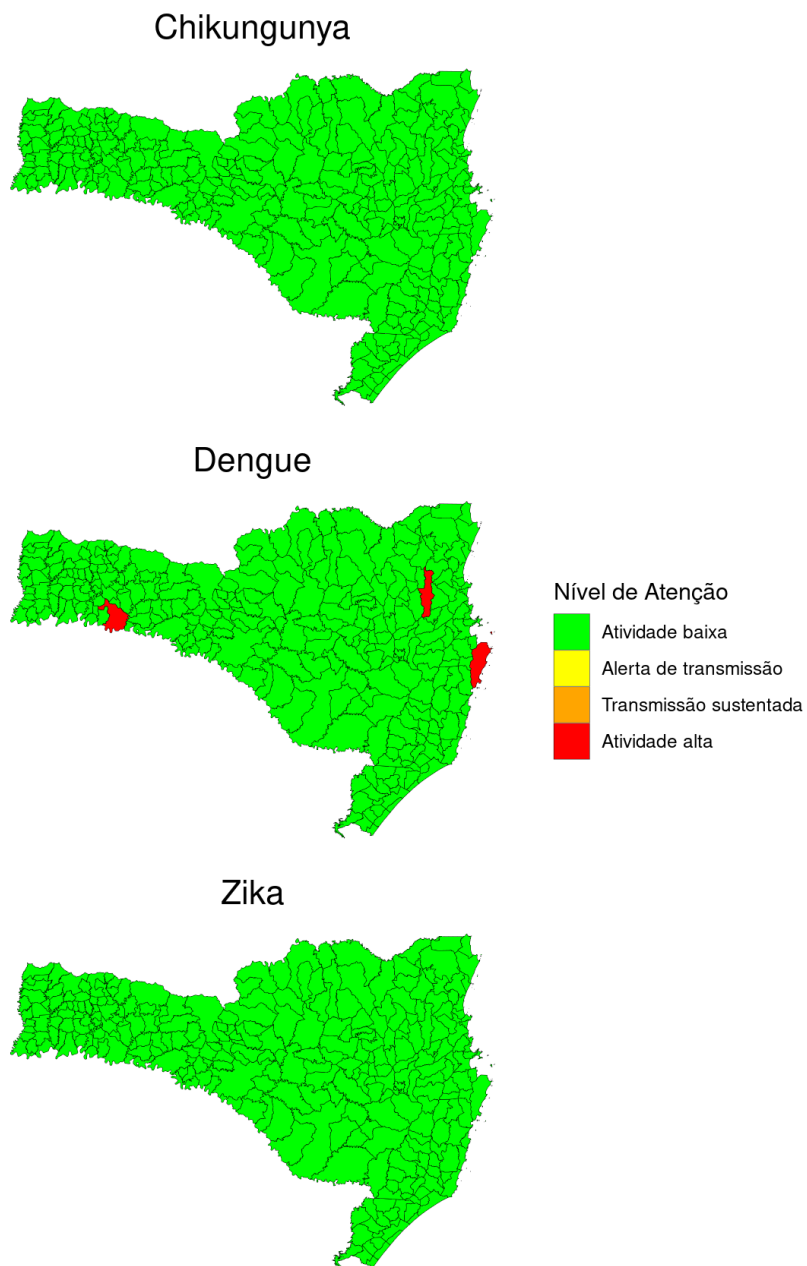 Chikungunya
Dengue
Nível de Atenção
Atividade baixa
Alerta de transmissão
Transmissão sustentada
Atividade alta
Zika